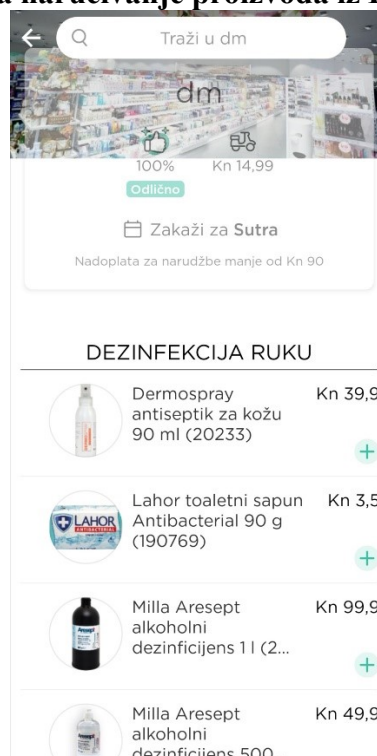 naručivanje proizvoda iz
Traži u dm
dm
100% Kn 14,99
Odlično
Zakaži za Sutra
Nadoplata za narudžbe manje od Kn 90
DEZINFEKCIJA RUKU
Dermospray Kn 39,9
antiseptik za kožu
90 ml (20233)
Lahor toaletni sapun Kn 3,5
Antibacterial 90 g
(190769)
LAHOR
ANTIBACTERIAL
Milla Aresept Kn 99,9
alkoholni
dezinficijens 1 l (2...
Aresept
Milla Aresept Kn 49,9
alkoholni
dezinficijens 500
Aresept